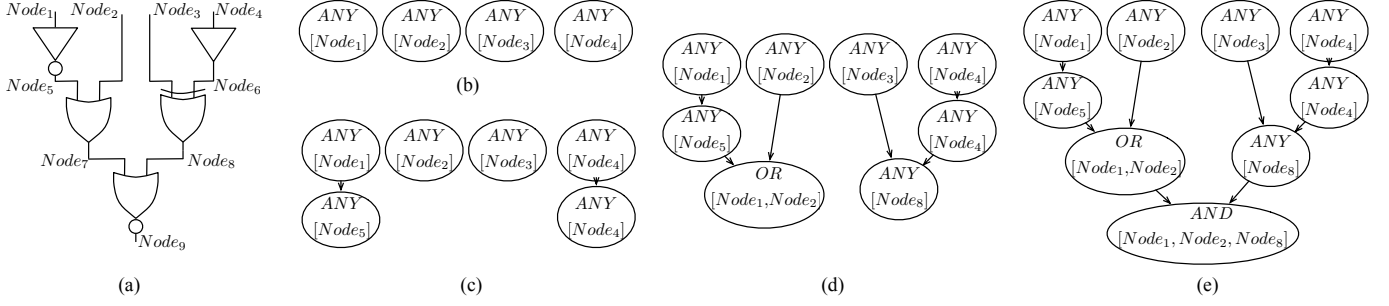 Node1 Node2 Node3 Node4
Node5 Node6
Node7 Node8
Node9
(a)
ANY ANY ANY ANY
[Node1] [Node2] [Node3] [Node4]
(b)
ANY ANY ANY ANY
[Node1] [Node2] [Node3] [Node4]
ANY ANY
[Node5] [Node4]
(c)
ANY ANY ANY ANY
[Node1] [Node2] [Node3] [Node4]
ANY ANY
[Node5] [Node4]
OR ANY
[Node1,Node2] [Node8]
(d)
ANY ANY ANY ANY
[Node1] [Node2] [Node3] [Node4]
ANY ANY
[Node5] [Node4]
OR ANY
[Node1,Node2] [Node8]
AND
[Node1, Node2, Node8]
(e)